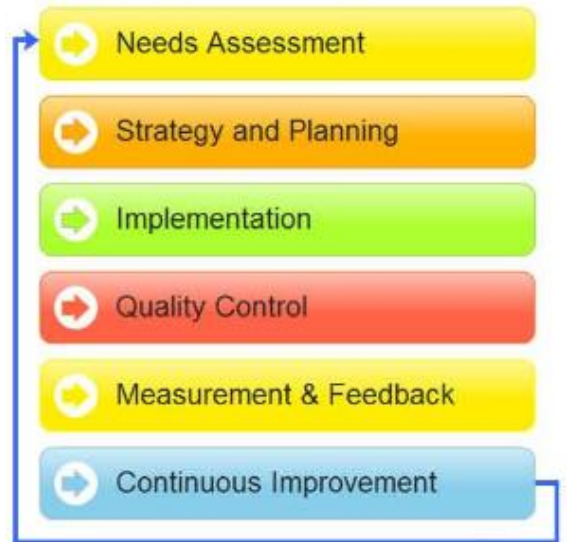 Needs Assessment
Strategy and Planning
Implementation
Quality Control
Measurement & Feedback
Continuous Improvement